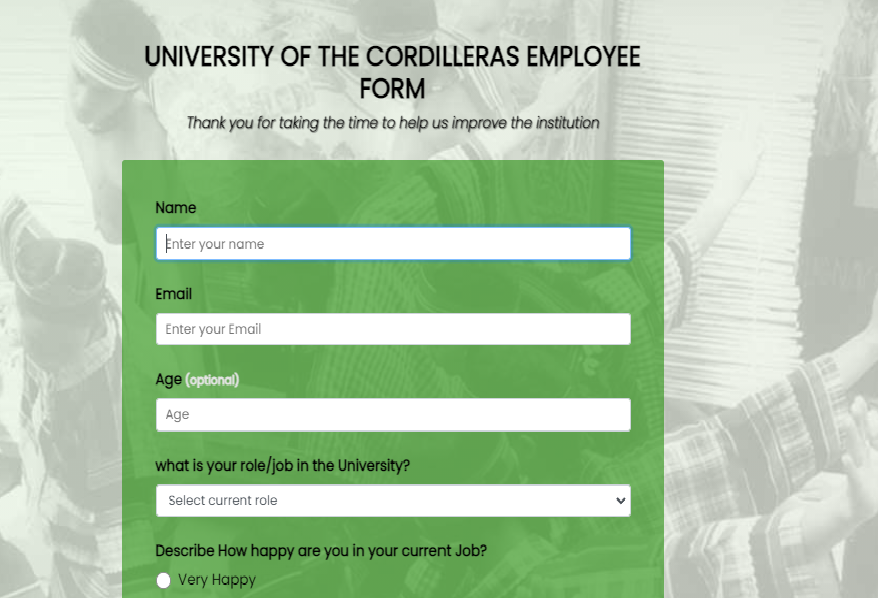 UNIVERSITY OF THE CORDILLERAS EMPLOYEE
FORM
Thank you for taking the time to help us improve the institution
Name
Enter your name
Email
Enter your Email
Age (optional)
Age
what is your role/job in the University?
Select current role
Describe How happy are you in your current Job?
Very Happy